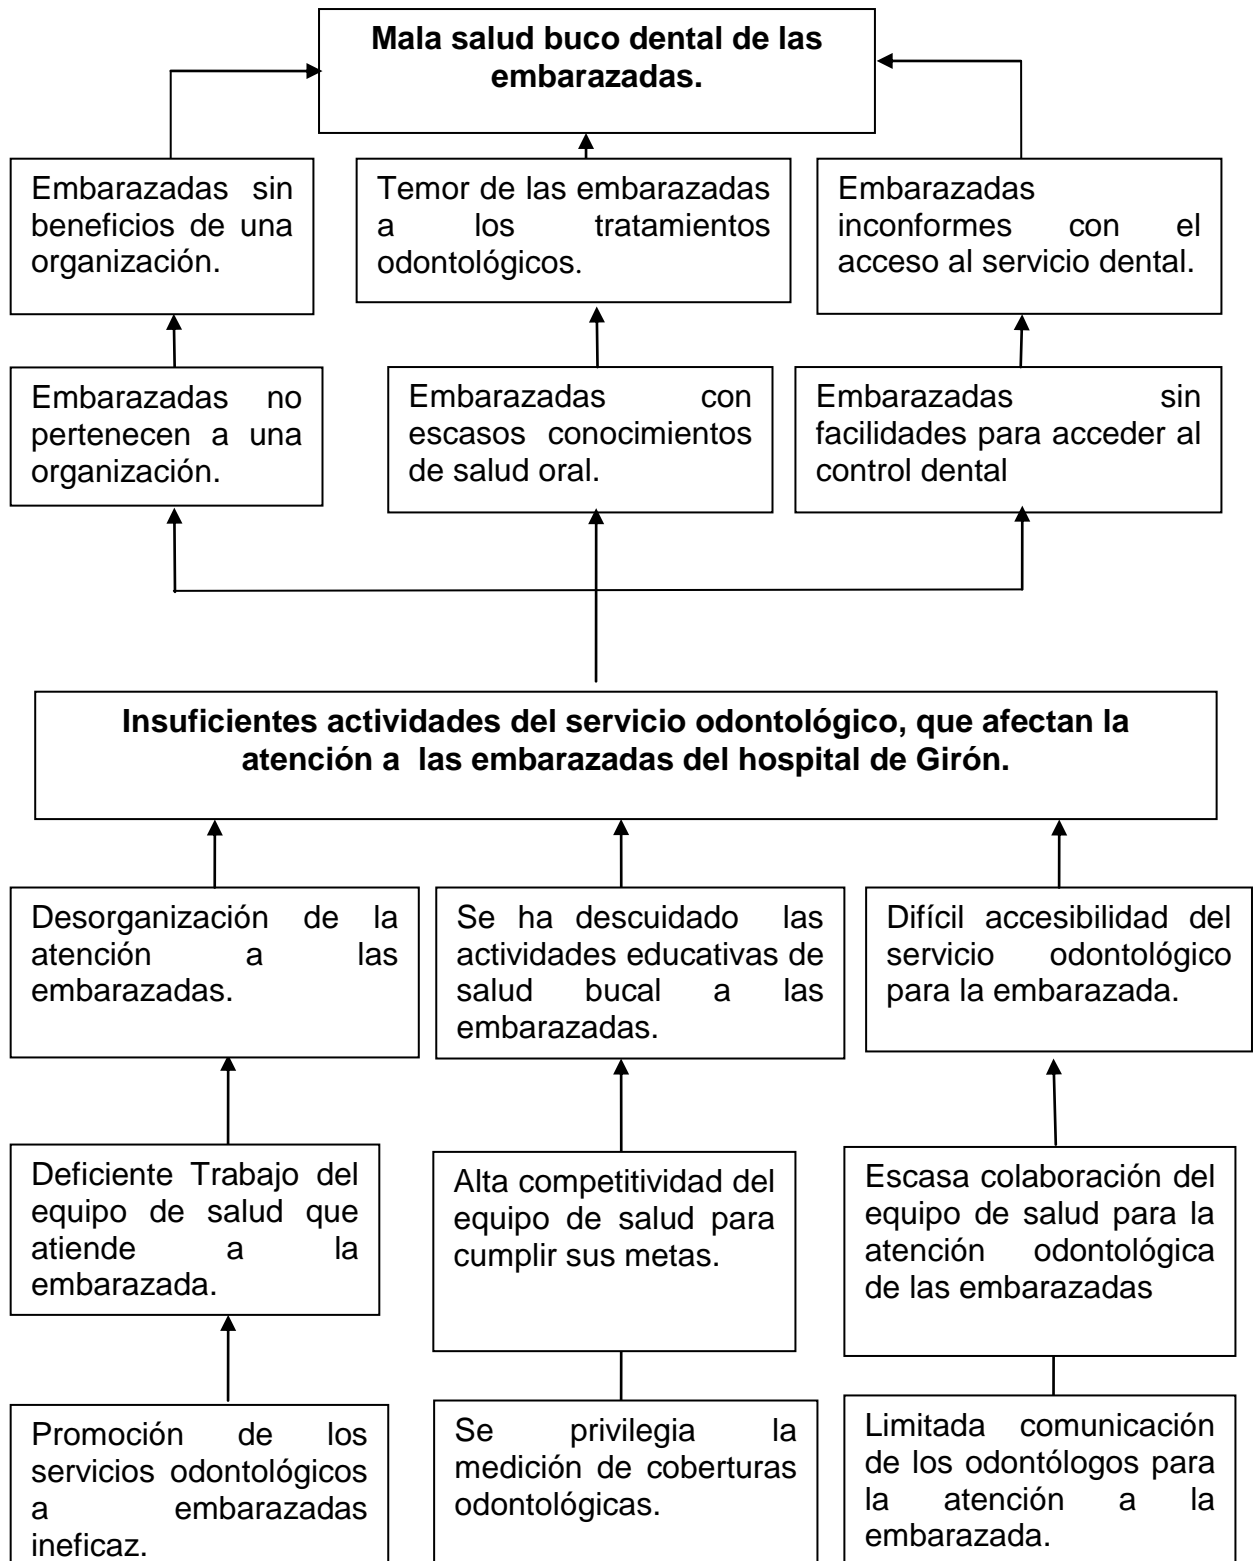 Mala salud buco dental de las
embarazadas.
Embarazadas sin
beneficios de una
organización.
Temor de las embarazadas
a los tratamientos
odontológicos.
Embarazadas
inconformes con el
acceso al servicio dental.
Embarazadas no
pertenecen a una
organización.
Embarazadas con
escasos conocimientos
de salud oral.
Embarazadas sin
facilidades para acceder al
control dental
Insuficientes actividades del servicio odontológico, que afectan la
atención a las embarazadas del hospital de Girón.
Desorganización de la
atención a las
embarazadas.
Se ha descuidado las
actividades educativas de
salud bucal a las
embarazadas.
Difícil accesibilidad del
servicio odontológico
para la embarazada.
Deficiente Trabajo del
equipo de salud que
atiende a la
embarazada.
Alta competitividad del
equipo de salud para
cumplir sus metas.
Escasa colaboración del
equipo de salud para la
atención odontológica
de las embarazadas
Promoción de los
servicios odontológicos
a embarazadas
ineficaz.
Se privilegia la
medición de coberturas
odontológicas.
Limitada comunicación
de los odontólogos para
la atención a la
embarazada.